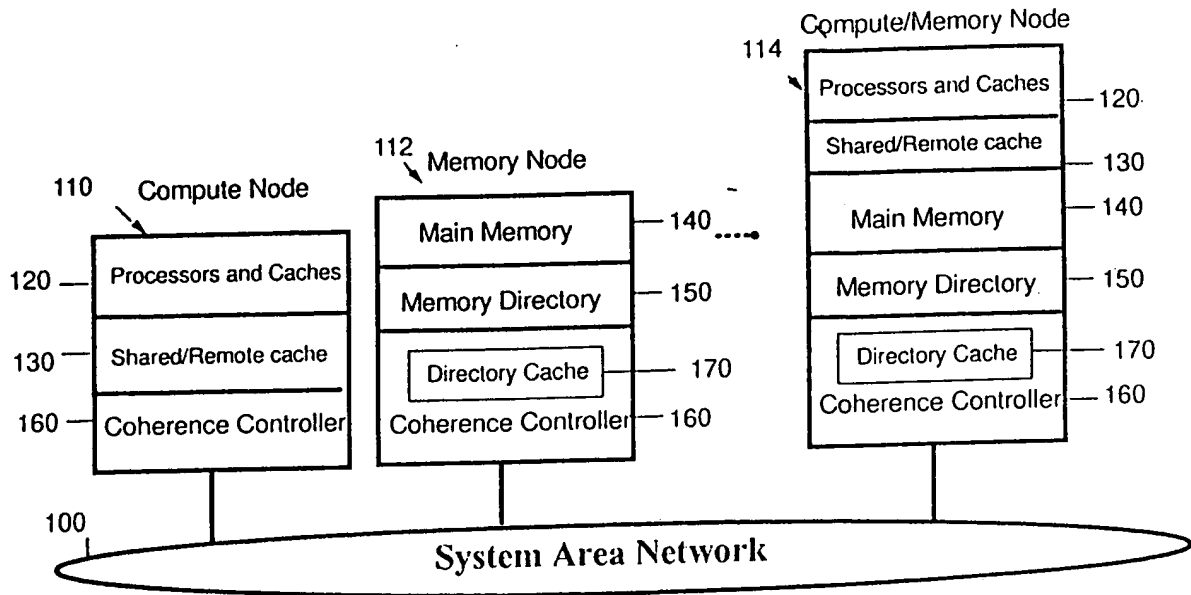 Compute/Memory Node
114
Processors and Caches
120
Shared/Remote cache
130
Main Memory
140
Memory Directory
150
Directory Cache
170
Coherence Controller
160
112
Memory Node
Main Memory
140
Memory Directory
150
Directory Cache
170
Coherence Controller
160
110
Compute Node
Processors and Caches
120
Shared/Remote cache
130
160
Coherence Controller
100
System Area Network